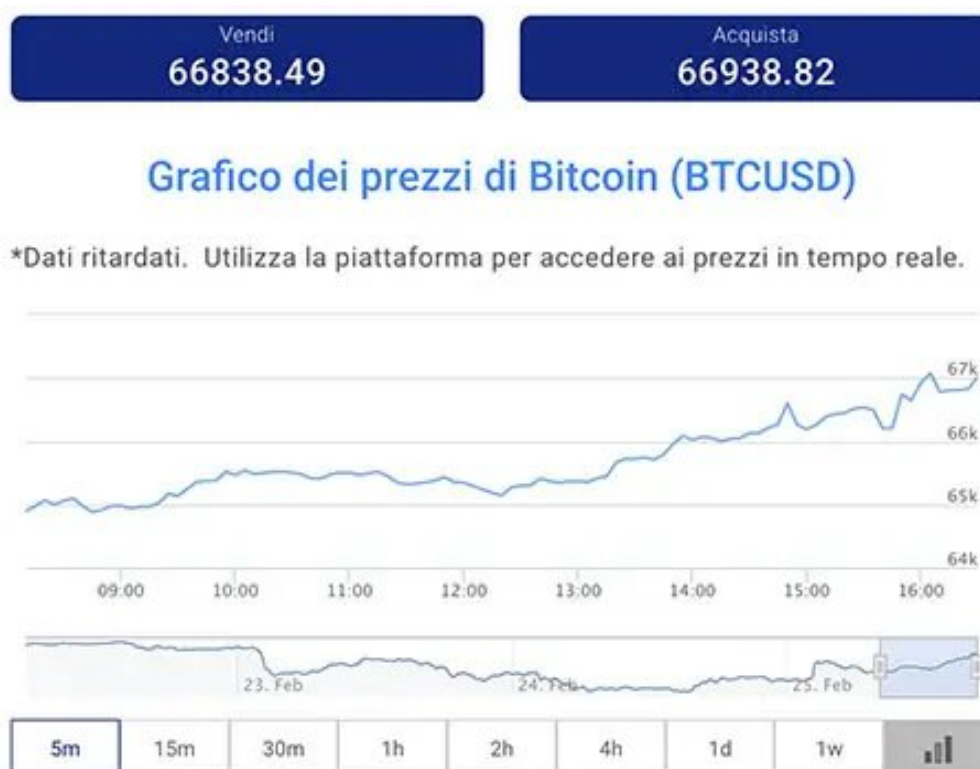 Vendi
66838.49
Acquista
66938.82
Grafico dei prezzi di Bitcoin (BTCUSD)
*Dati ritardati. Utilizza la piattaforma per accedere ai prezzi in tempo reale.
67k
66k
65k
64k
09:00 10:00 11:00 12:00 13:00 14:00 15:00 16:00
23. Feb 24. Feb 25. Feb
5m 15m 30m 1h 2h 4h 1d 1w